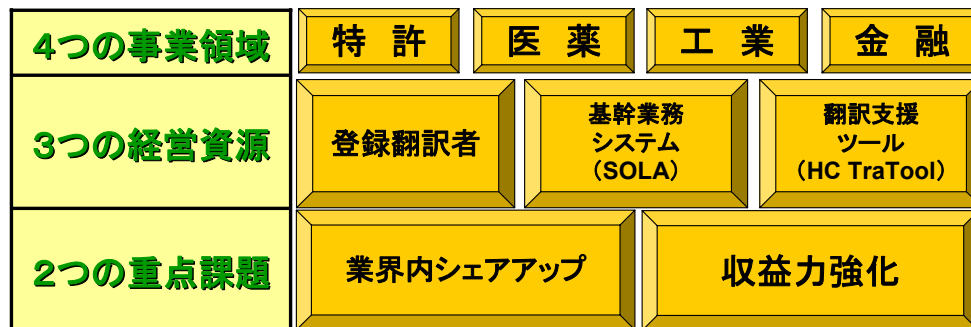 4つの事業領域
特 許
医 薬
工 業
金 融
3つの経営資源
登録翻訳者
基幹業務
システム
（SOLA）
翻訳支援
ツール
（HC TraTool）
2つの重点課題
業界内シェアアップ
収益力強化